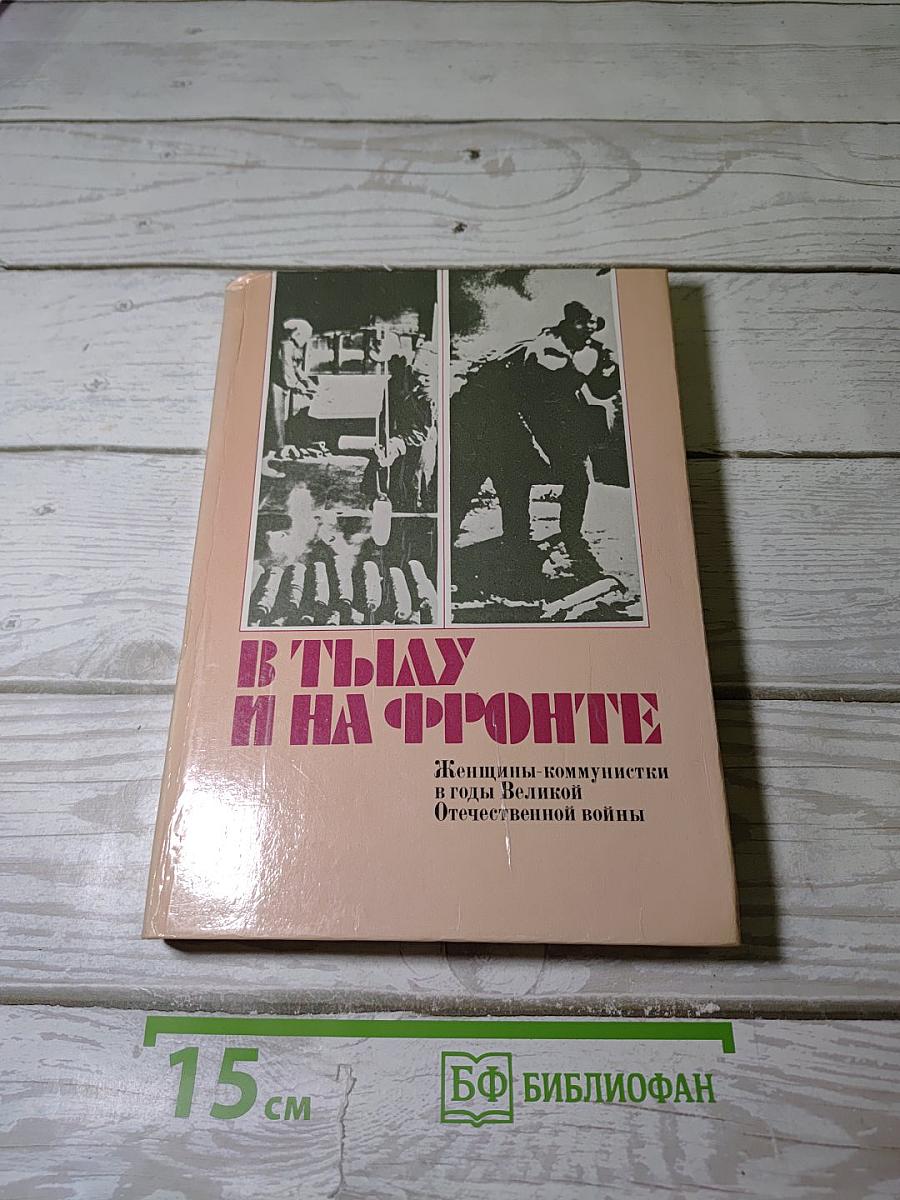 В ТЫЛУ
И НА ФРОНТЕ
Женщины-коммунистки
в годы Великой
Отечественной войны
15 см
БФ БИБЛИОФАН